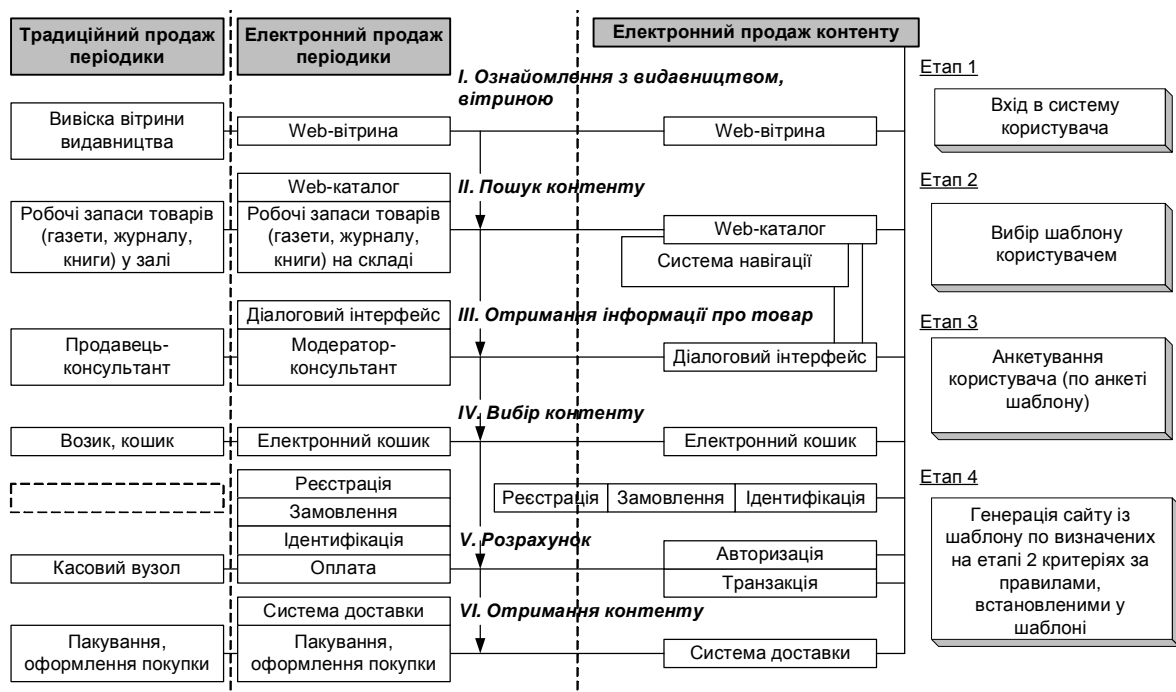 Традиційний продаж
періодики
Електронний продаж
періодики
Електронний продаж контенту
I. Ознайомлення з видавництвом,
вітриною
Вивіска вітрини
видавництва
Web-вітрина
Web-вітрина
Web-каталог
II. Пошук контенту
Робочі запаси товарів
(газети, журналу,
книги) у залі
Робочі запаси товарів
(газети, журналу,
книги) на складі
Web-каталог
Система навігації
Діалоговий інтерфейс
III. Отримання інформації про товар
Продавець-
консультант
Модератор-
консультант
Діалоговий інтерфейс
IV. Вибір контенту
Возик, кошик
Електронний кошик
Електронний кошик
Реєстрація
Замовлення
Ідентифікація
Оплата
Реєстрація
Замовлення
Ідентифікація
V. Розрахунок
Касовий вузол
Авторизація
Транзакція
Система доставки
VI. Отримання контенту
Пакування,
оформлення покупки
Пакування,
оформлення покупки
Система доставки
Етап 1
Вхід в систему
користувача
Етап 2
Вибір шаблону
користувачем
Етап 3
Анкетування
користувача (по анкеті
шаблону)
Етап 4
Генерація сайту із
шаблону по визначених
на етапі 2 критеріях за
правилами,
встановленими у
шаблоні